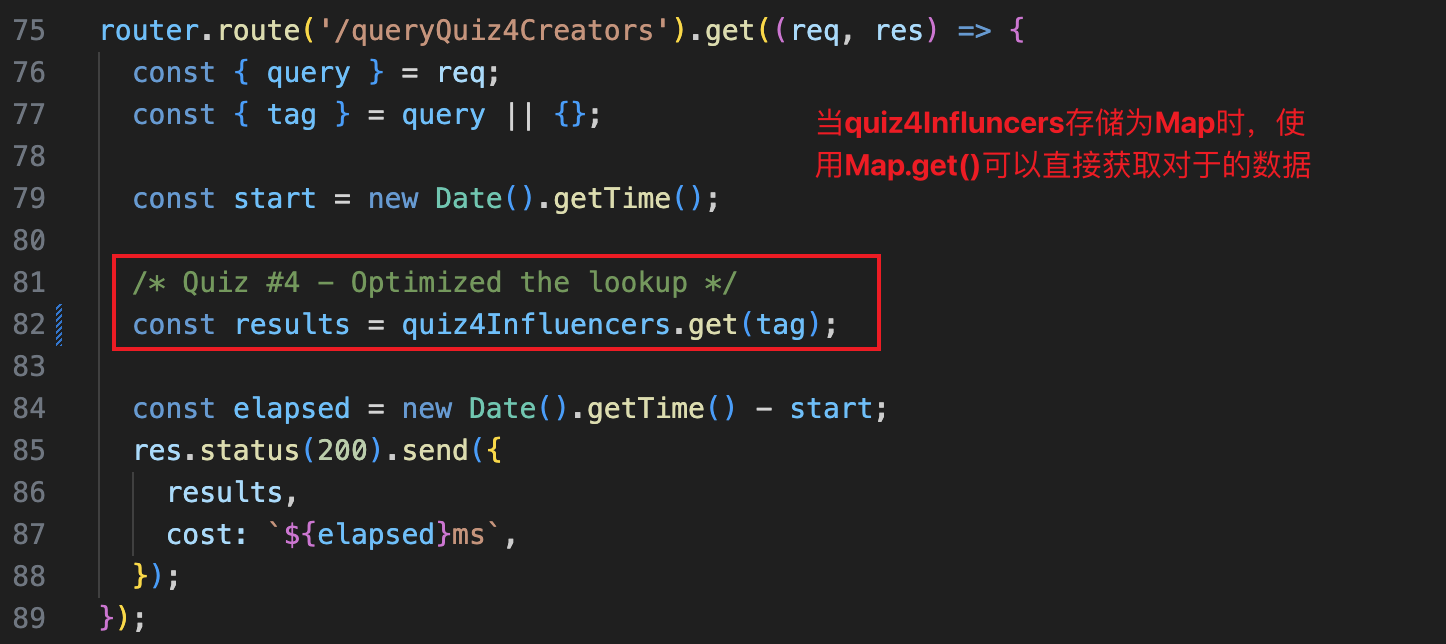 75 router.route('/queryQuiz4Creators').get((req, res) => {
76 const { query } = req;
77 const { tag } = query || {};
当quiz4Influncers存储为Map时，使
用Map.get()可以直接获取对于的数据
78
79 const start = new Date().getTime();
80
81 /* Quiz #4 – Optimized the lookup */
82 const results = quiz4Influencers.get(tag);
83
84 const elapsed = new Date().getTime() – start;
85 res.status(200).send({
86 results,
87 cost: `${elapsed}ms`,
88 });
89 });